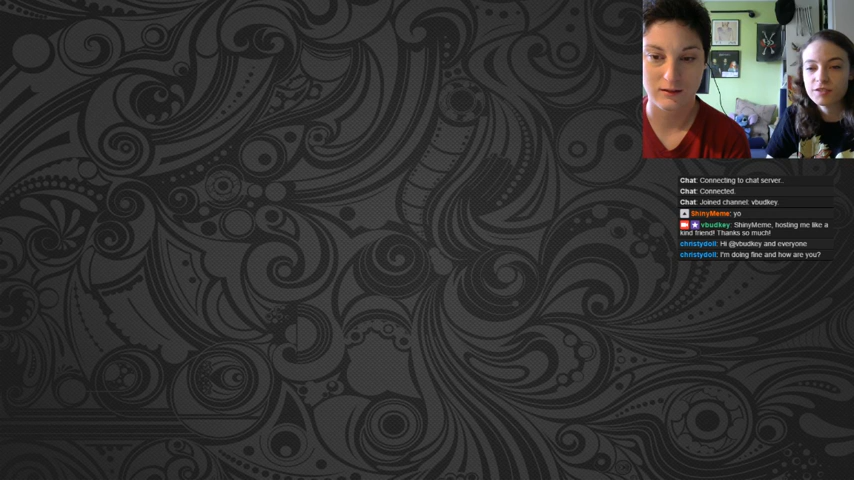 Chat: Connecting to chat server..
Chat: Connected.
Chat: Joined channel: vbudkey.
ShinyMeme: yo
vbudkey: ShinyMeme, hosting me like a
kind friend! Thanks so much!
christydoll: Hi @vbudkey and everyone
christydoll: I'm doing fine and how are you?